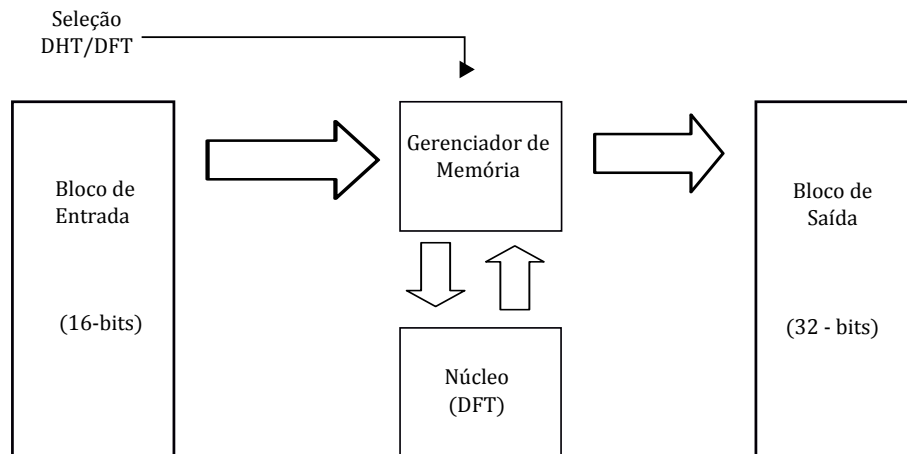 Seleção
DHT/DFT
Bloco de
Entrada
(16-bits)
Gerenciador de
Memória
Núcleo
(DFT)
Bloco de
Saída
(32 - bits)